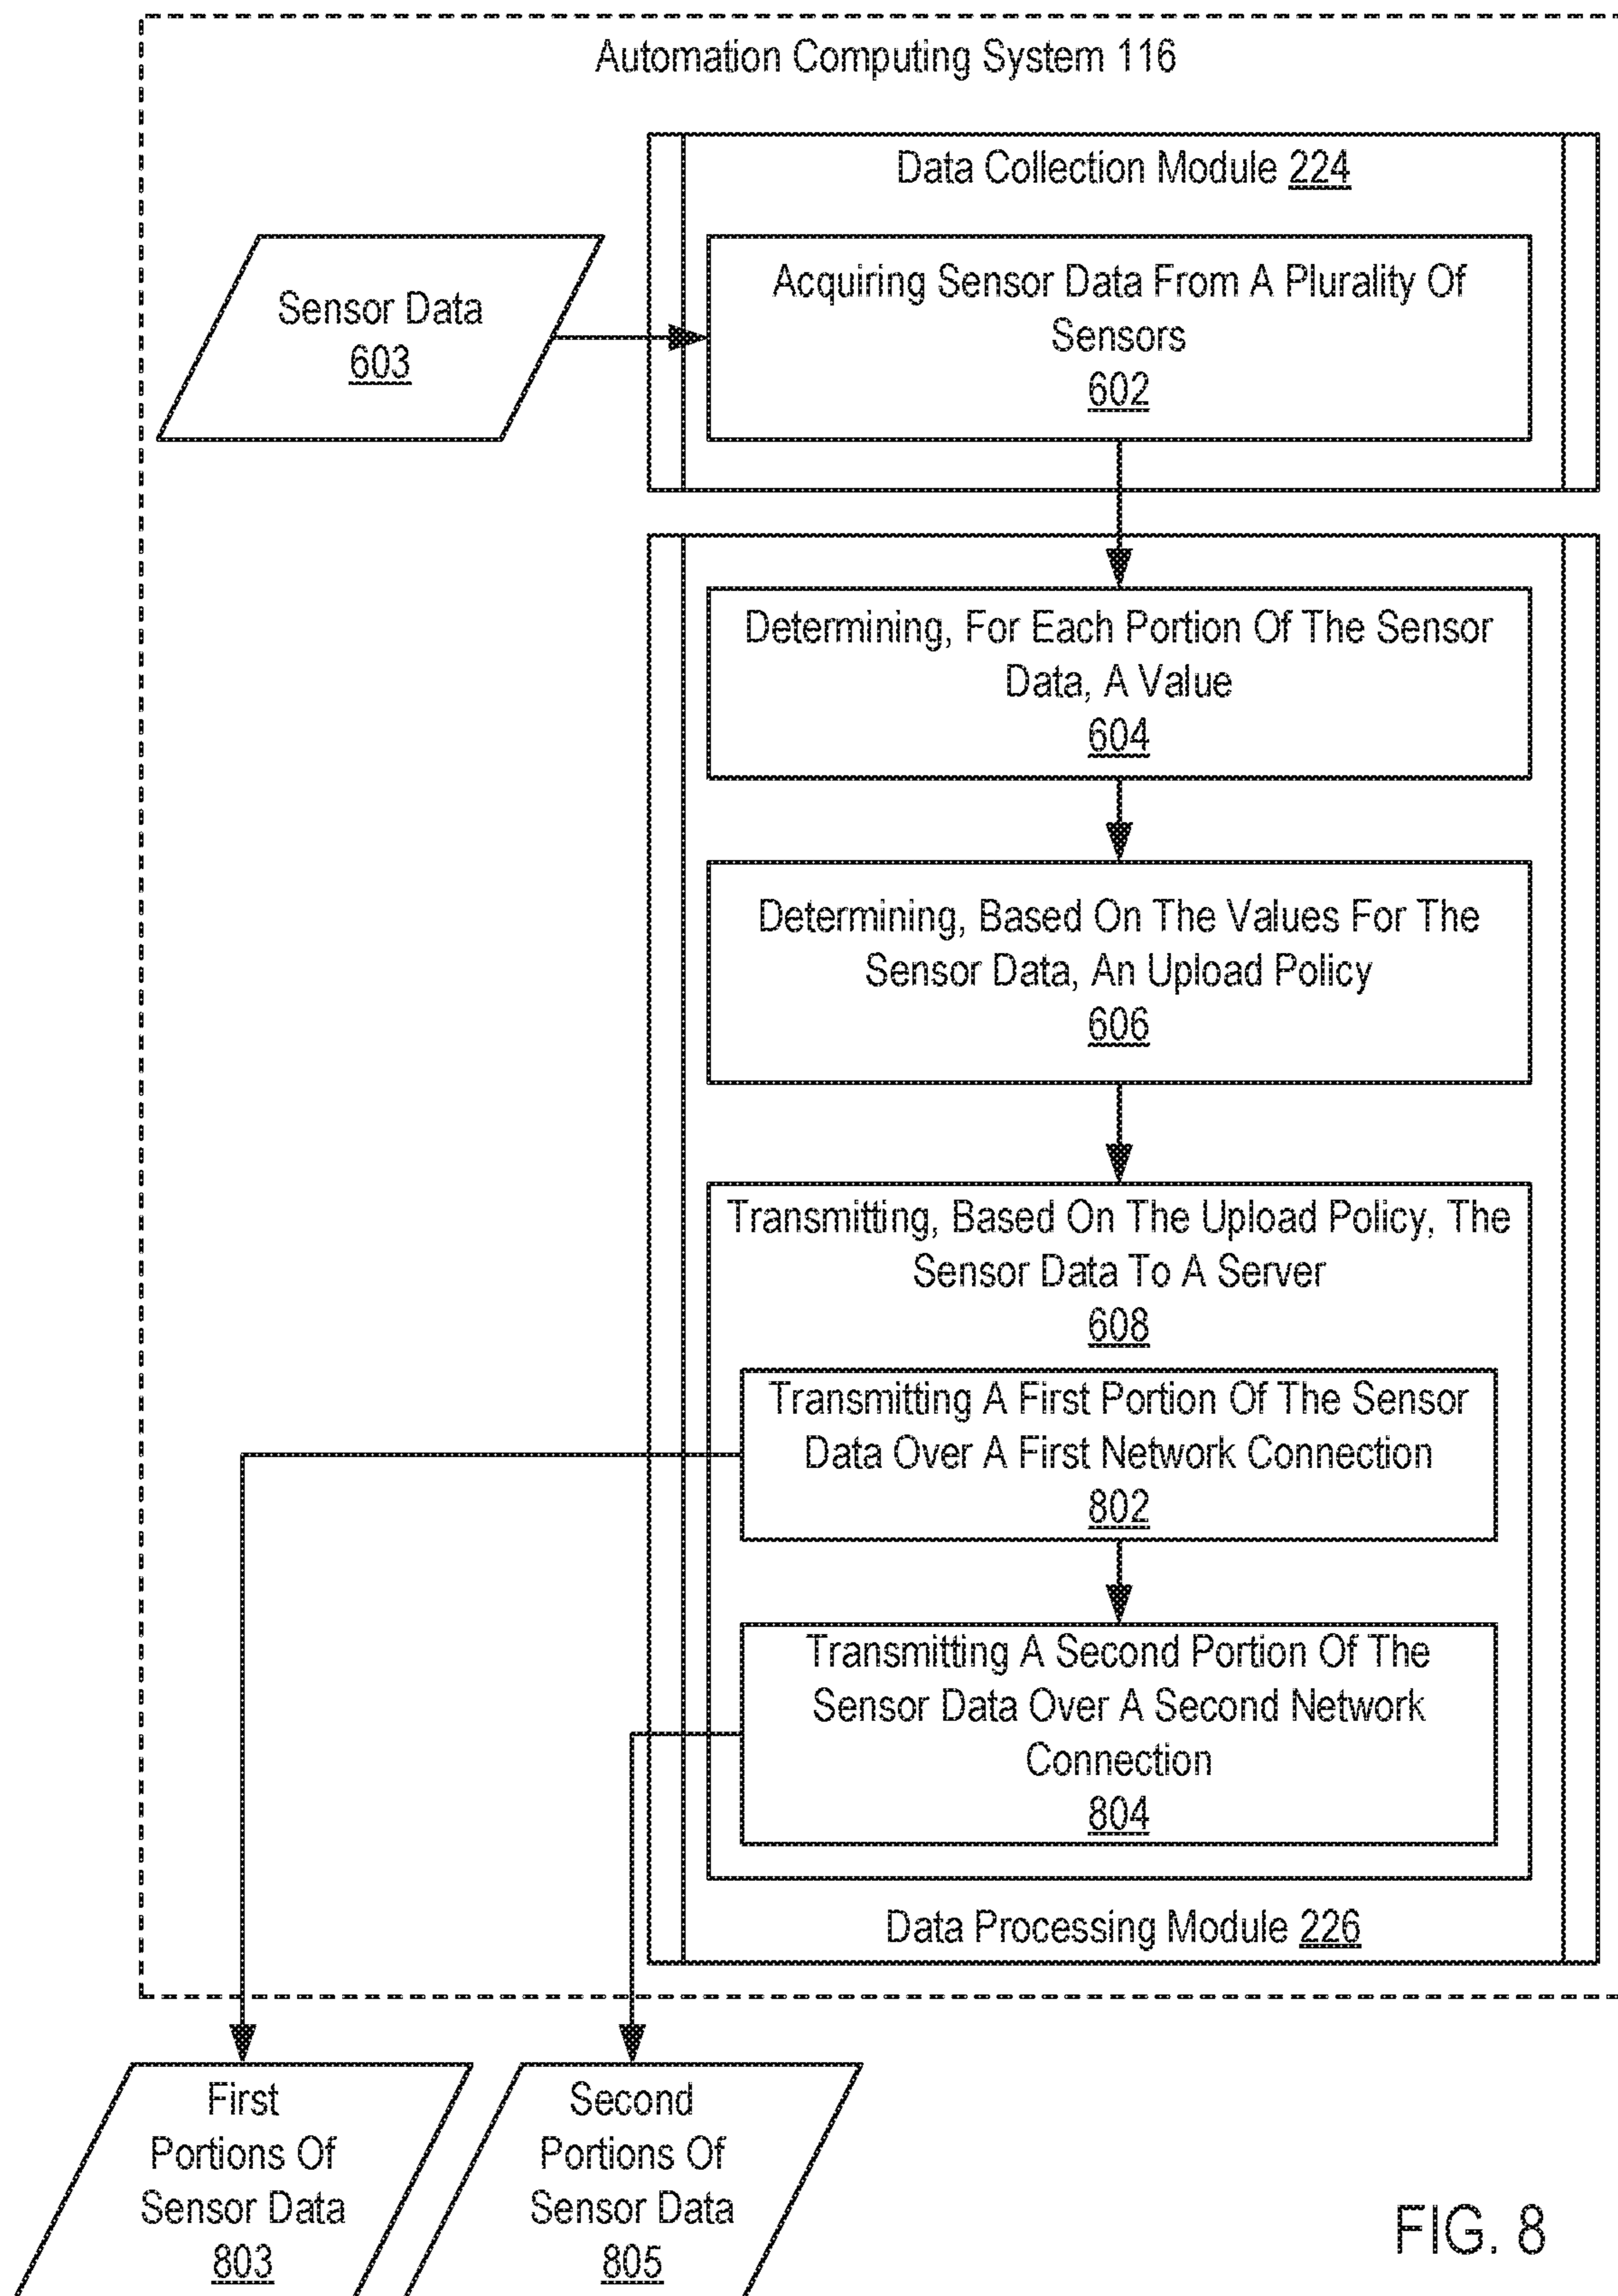 Automation Computing System 116
Data Collection Module 224
Sensor Data
603
Acquiring Sensor Data From A Plurality Of
Sensors
602
Determining, For Each Portion Of The Sensor
Data, A Value
604
Determining, Based On The Values For The
Sensor Data, An Upload Policy
606
Transmitting, Based On The Upload Policy, The
Sensor Data To A Server
608
Transmitting A First Portion Of The Sensor
Data Over A First Network Connection
802
Transmitting A Second Portion Of The
Sensor Data Over A Second Network
Connection
804
Data Processing Module 226
First
Portions Of
Sensor Data
803
Second
Portions Of
Sensor Data
805
FIG. 8